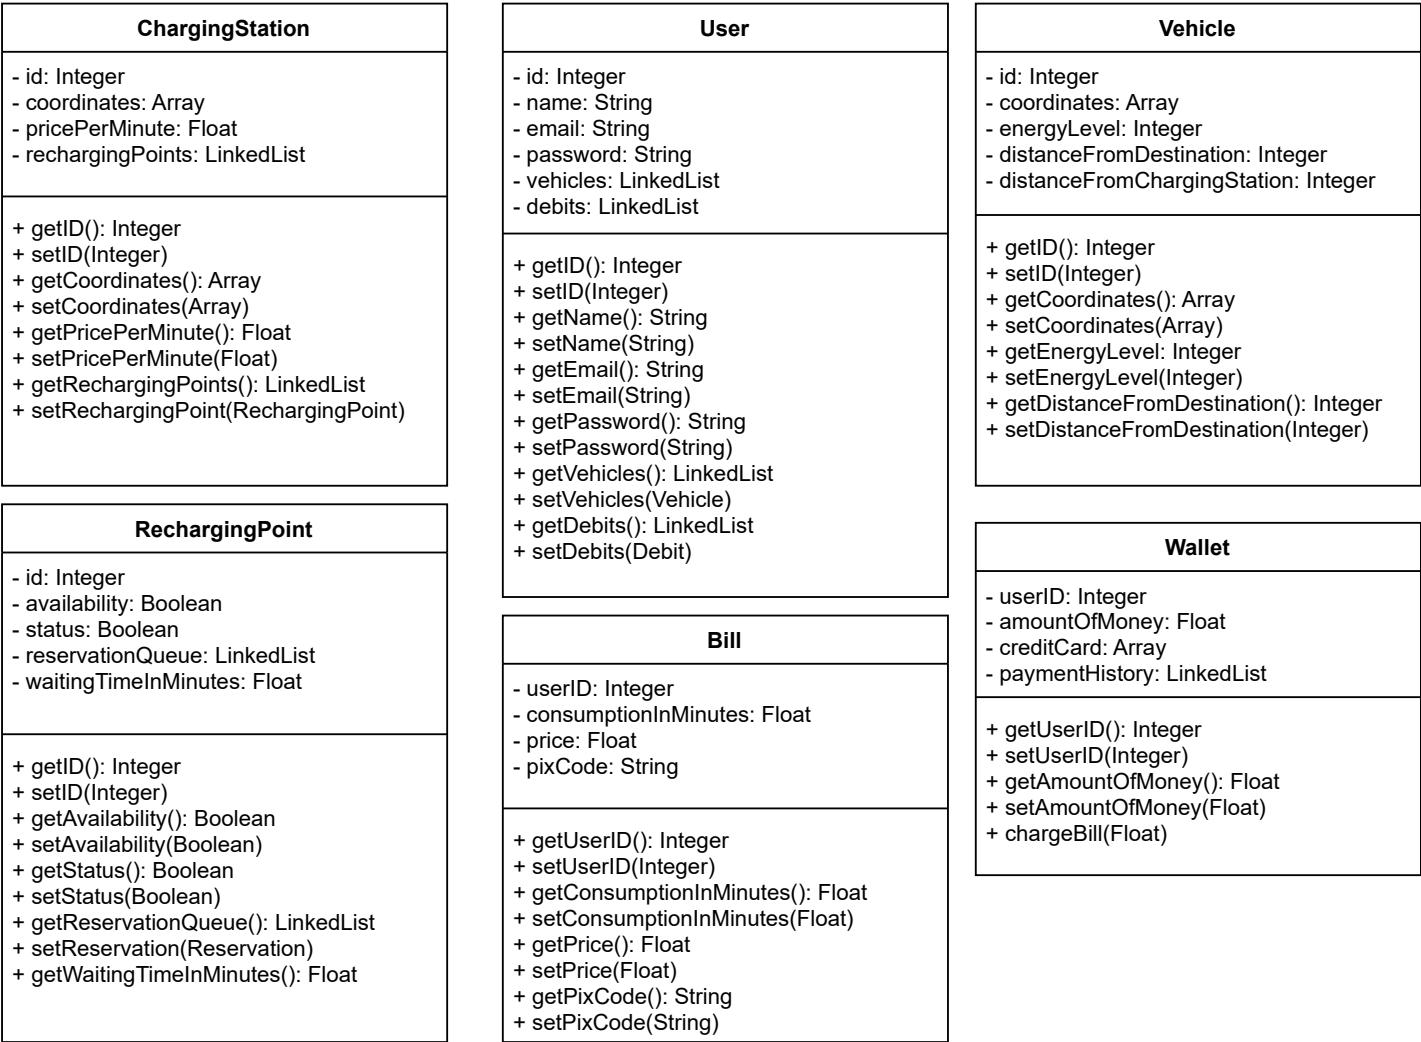 ChargingStation
- id: Integer
- coordinates: Array
- pricePerMinute: Float
- rechargingPoints: LinkedList
+ getID(): Integer
+ setID(Integer)
+ getCoordinates(): Array
+ setCoordinates(Array)
+ getPricePerMinute(): Float
+ setPricePerMinute(Float)
+ getRechargingPoints(): LinkedList
+ setRechargingPoint(RechargingPoint)
RechargingPoint
- id: Integer
- availability: Boolean
- status: Boolean
- reservationQueue: LinkedList
- waitingTimeInMinutes: Float
+ getID(): Integer
+ setID(Integer)
+ getAvailability(): Boolean
+ setAvailability(Boolean)
+ getStatus(): Boolean
+ setStatus(Boolean)
+ getReservationQueue(): LinkedList
+ setReservation(Reservation)
+ getWaitingTimeInMinutes(): Float
User
- id: Integer
- name: String
- email: String
- password: String
- vehicles: LinkedList
- debits: LinkedList
+ getID(): Integer
+ setID(Integer)
+ getName(): String
+ setName(String)
+ getEmail(): String
+ setEmail(String)
+ getPassword(): String
+ setPassword(String)
+ getVehicles(): LinkedList
+ setVehicles(Vehicle)
+ getDebits(): LinkedList
+ setDebits(Debit)
Bill
- userID: Integer
- consumptionInMinutes: Float
- price: Float
- pixCode: String
+ getUserID(): Integer
+ setUserID(Integer)
+ getConsumptionInMinutes(): Float
+ setConsumptionInMinutes(Float)
+ getPrice(): Float
+ setPrice(Float)
+ getPixCode(): String
+ setPixCode(String)
Vehicle
- id: Integer
- coordinates: Array
- energyLevel: Integer
- distanceFromDestination: Integer
- distanceFromChargingStation: Integer
+ getID(): Integer
+ setID(Integer)
+ getCoordinates(): Array
+ setCoordinates(Array)
+ getEnergyLevel: Integer
+ setEnergyLevel(Integer)
+ getDistanceFromDestination(): Integer
+ setDistanceFromDestination(Integer)
Wallet
- userID: Integer
- amountOfMoney: Float
- creditCard: Array
- paymentHistory: LinkedList
+ getUserID(): Integer
+ setUserID(Integer)
+ getAmountOfMoney(): Float
+ setAmountOfMoney(Float)
+ chargeBill(Float)